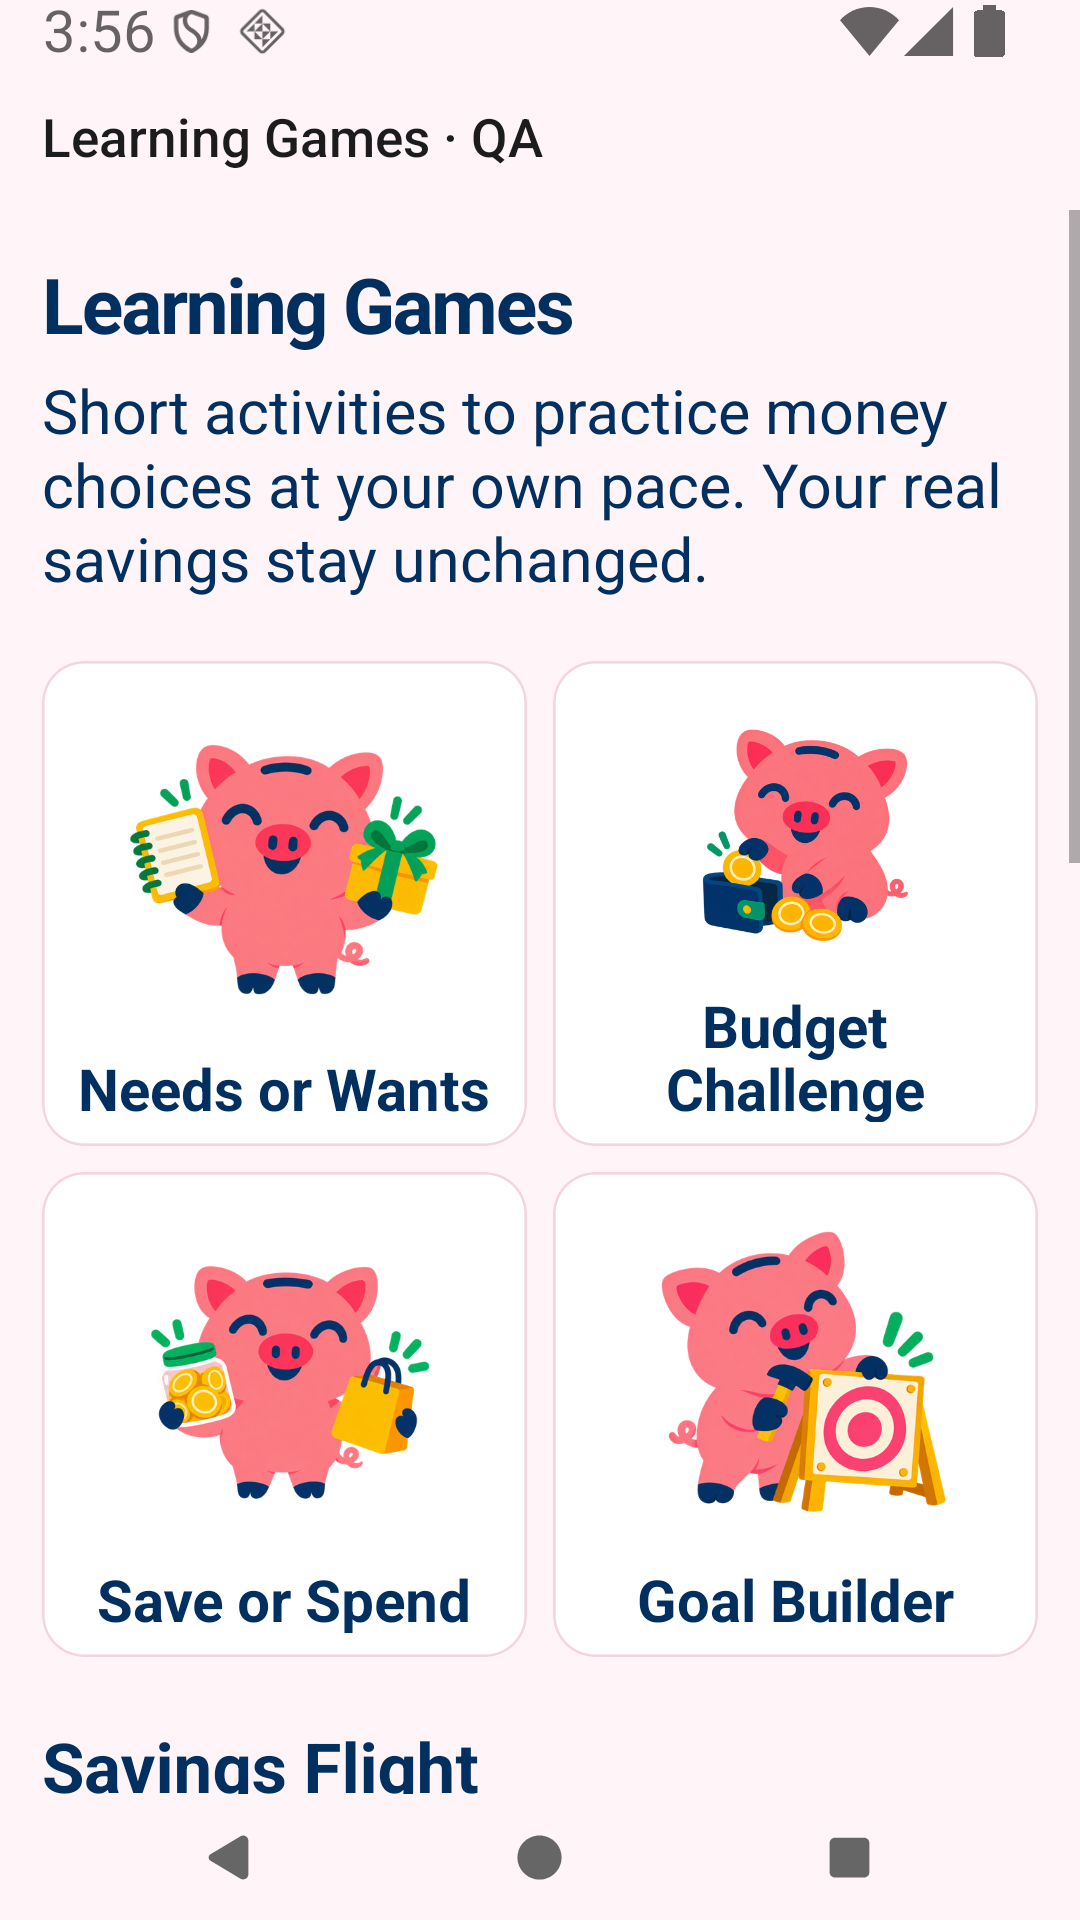 3:56
Learning Games · QA
Learning Games
Short activities to practice money
choices at your own pace. Your real
savings stay unchanged.
Needs or Wants
Budget
Challenge
Save or Spend
Goal Builder
Savings Flight